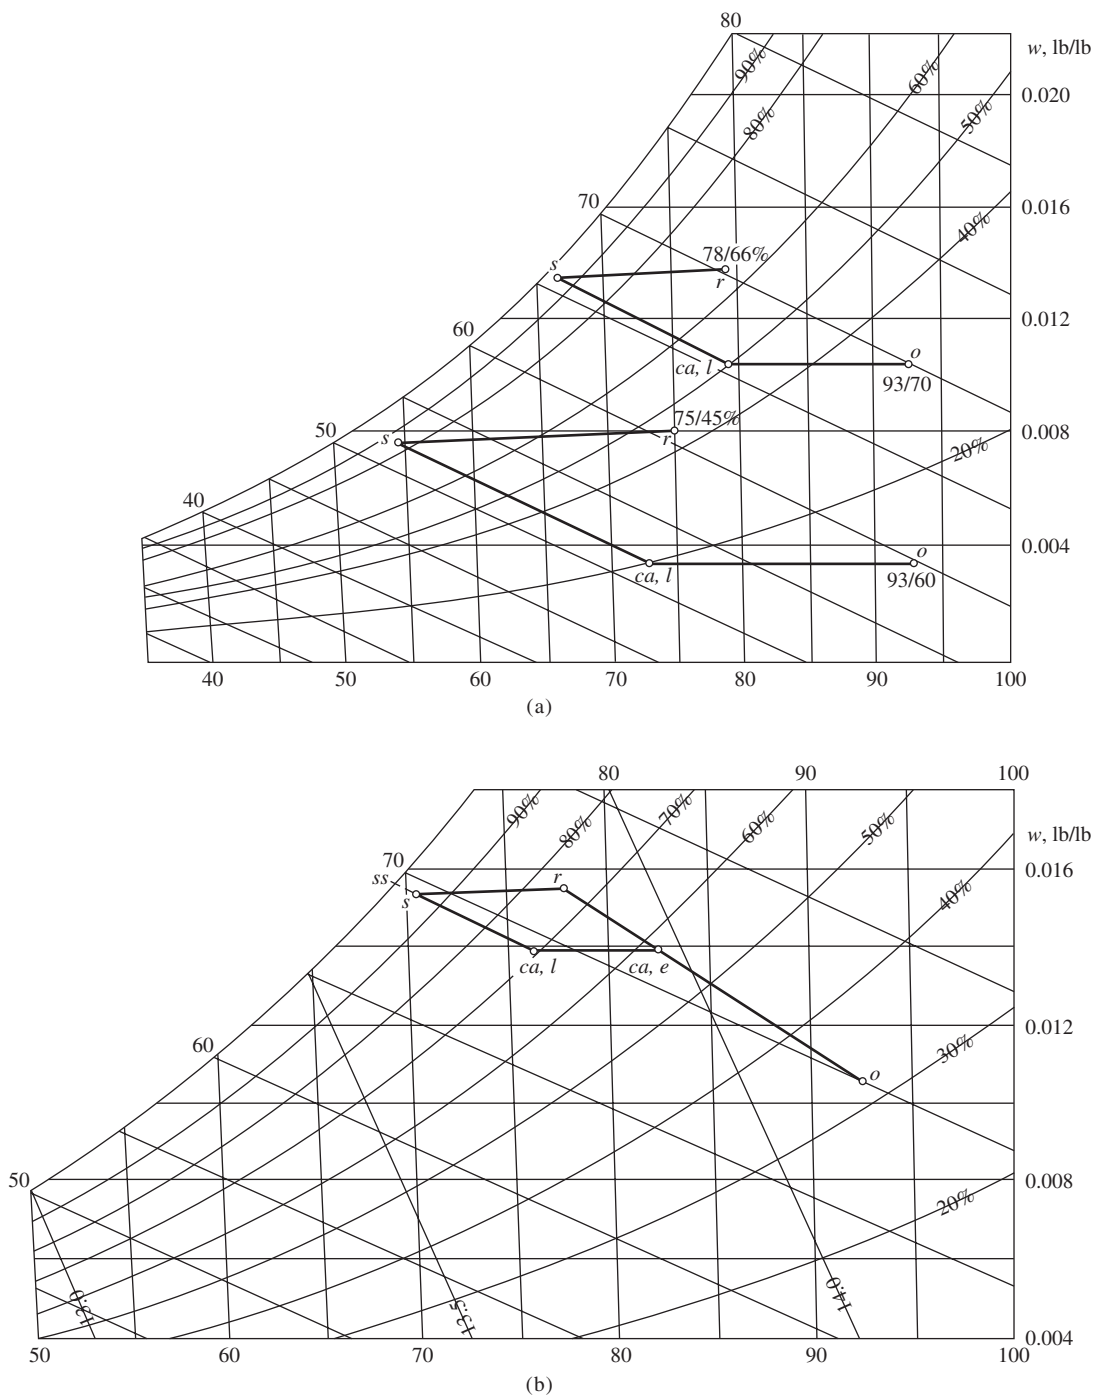 80
w, lb/lb
90%
60%
0.020
80%
50%
70
0.016
40%
s
78/66%
r
0.012
60
o
ca, l
93/70
75/45%
50
s
r
0.008
20%
40
0.004
o
ca, l
93/60
40 50 60 70 80 90 100
(a)
80 90 100
90%
80%
70%
60%
50%
w, lb/lb
70
0.016
ss
s
r
40%
ca, l
ca, e
0.012
60
30%
o
50
0.008
20%
13.0
13.5
14.0
0.004
50 60 70 80 90 100
(b)